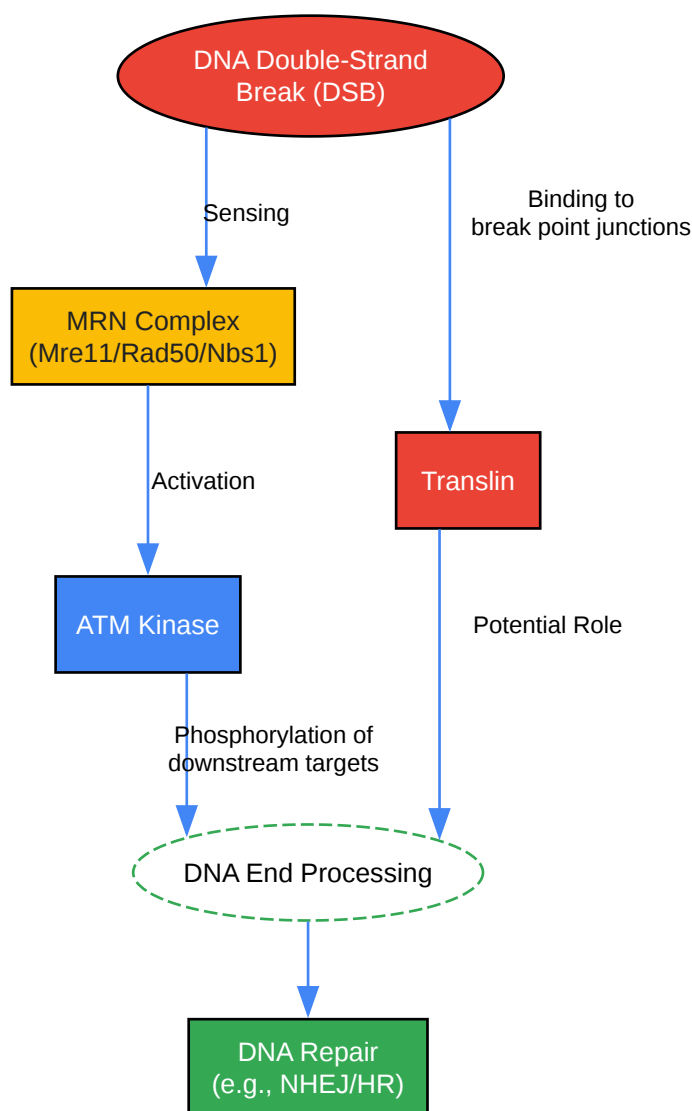 DNA Double-Strand
Break (DSB)
Sensing
Binding to
break point junctions
MRN Complex
(Mre11/Rad50/Nbs1)
Activation
Translin
ATM Kinase
Potential Role
Phosphorylation of
downstream targets
DNA End Processing
DNA Repair
(e.g., NHEJ/HR)